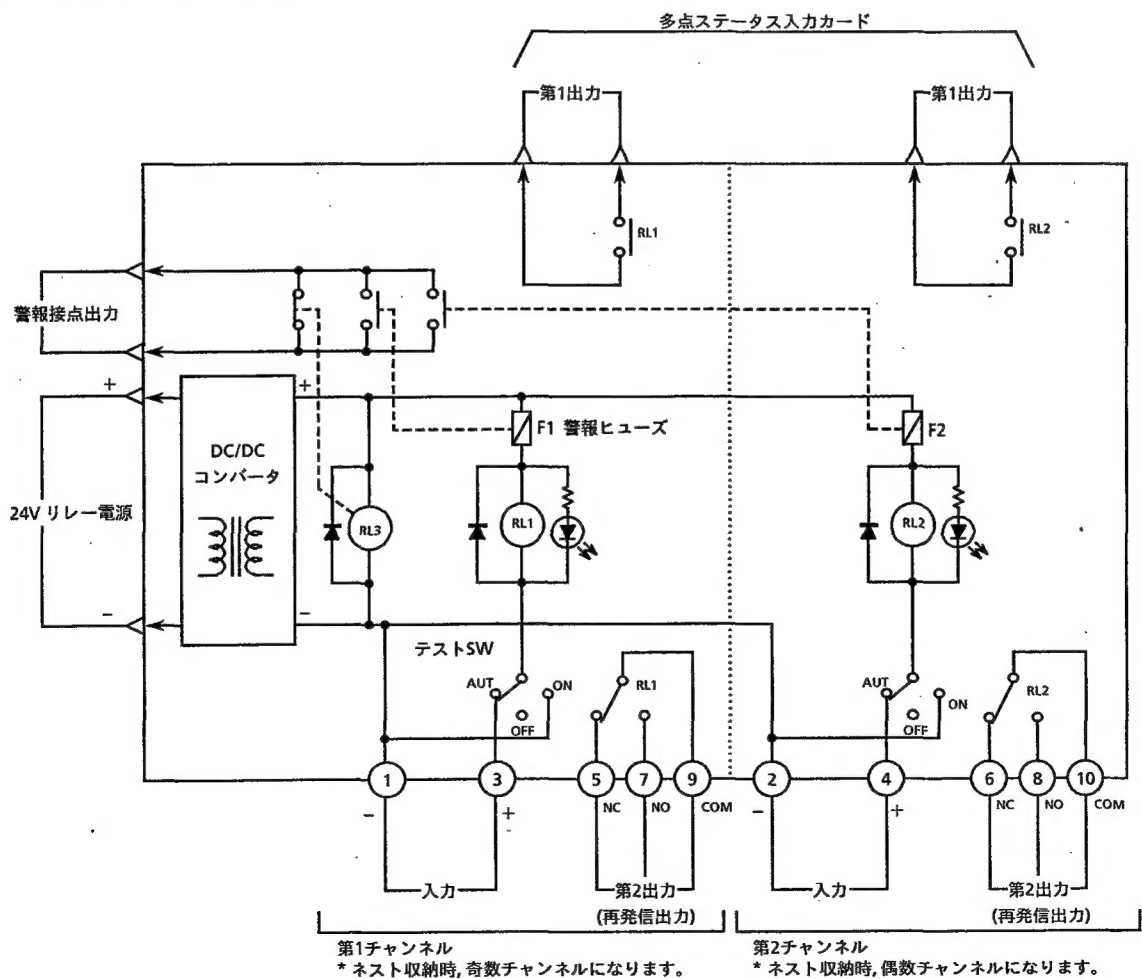 多点ステータス入力カード
第1出力
第1出力
RL1
RL2
警報接点出力
+
+
F1 警報ヒューズ
F2
DC/DC
コンバータ
24V リレー電源
RL3
RL1
RL2
-
-
テストSW
AUT
ON
OFF
RL1
AUT
ON
OFF
RL2
1
3
5
7
9
2
4
6
8
10
-
+
NC
NO
COM
-
+
NC
NO
COM
入力
第2出力
(再発信出力)
入力
第2出力
(再発信出力)
第1チャンネル
* ネスト収納時, 奇数チャンネルになります。
第2チャンネル
* ネスト収納時, 偶数チャンネルになります。